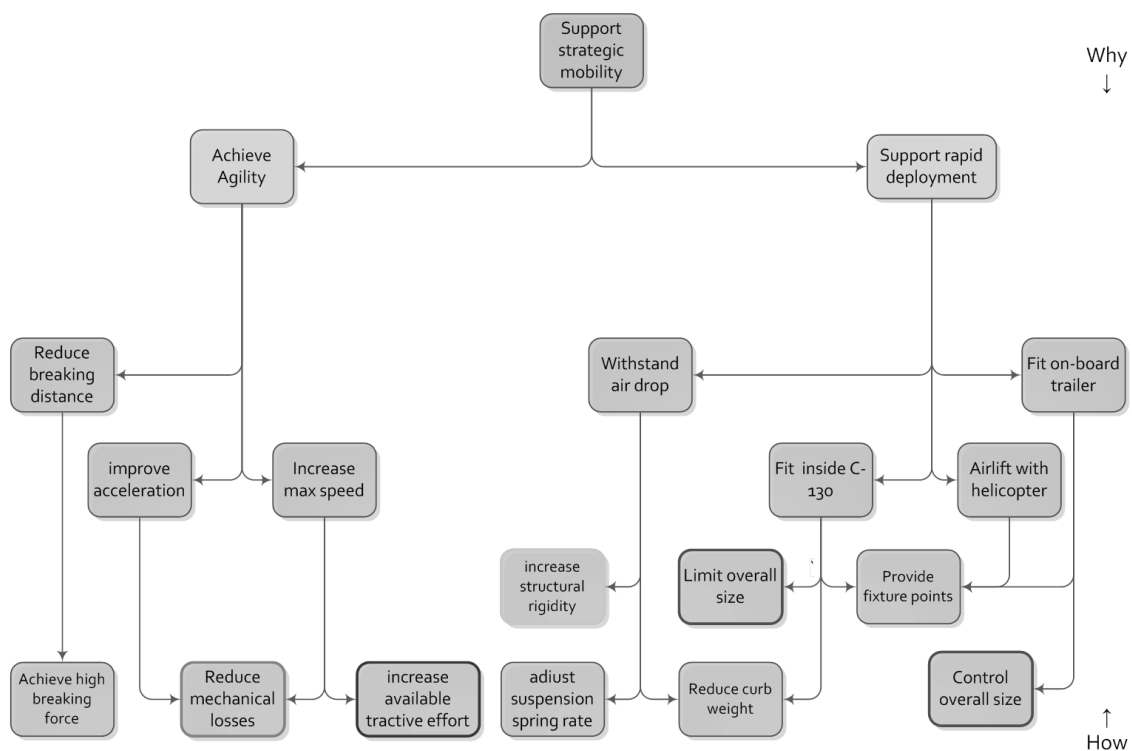 Support
strategic
mobility
Why
↓
Achieve
Agility
Support rapid
deployment
Reduce
breaking
distance
Withstand
air drop
Fit on-board
trailer
improve
acceleration
Increase
max speed
Fit inside C-
130
Airlift with
helicopter
increase
structural
rigidity
Limit overall
size
Provide
fixture points
Achieve high
breaking
force
Reduce
mechanical
losses
increase
available
tractive effort
adiust
suspension
spring rate
Reduce curb
weight
Control
overall size
↑
How